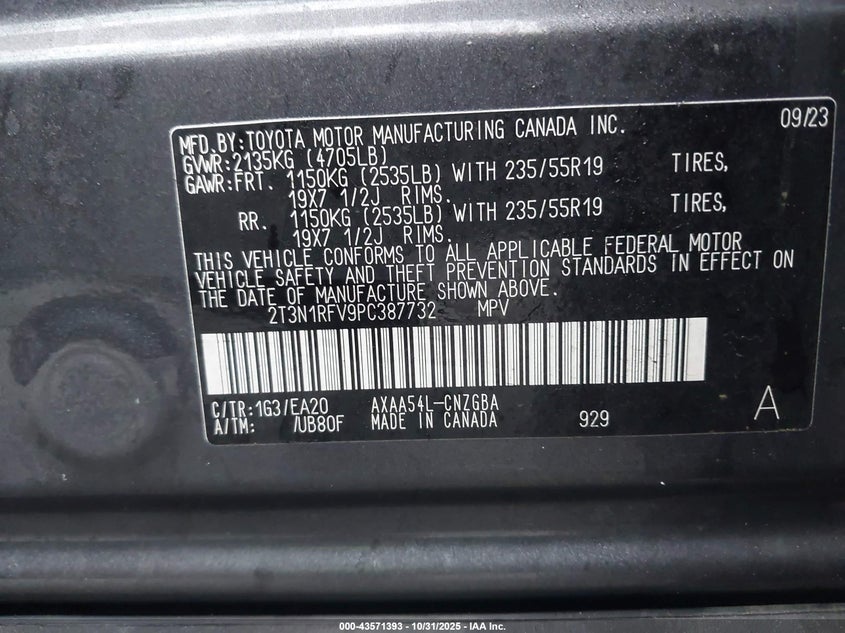 09/23
MFD.BY:TOYOTA MOTOR MANUFACTURING CANADA INC.
GVWR:2135KG (4705LB)
GAWR:FRT. 1150KG (2535LB) WITH 235/55R19 TIRES,
19X7 1/2J RIMS.
RR. 1150KG (2535LB) WITH 235/55R19 TIRES,
19X7 1/2J RIMS.
THIS VEHICLE CONFORMS TO ALL APPLICABLE FEDERAL MOTOR
VEHICLE SAFETY AND THEFT PREVENTION STANDARDS IN EFFECT ON
THE DATE OF MANUFACTURE SHOWN ABOVE.
2T3N1RFV9PC387732 MPV
C/TR:1G3/EA20 AXAA54L-CNZGBA
A/TM: /UB80F MADE IN CANADA 929 A
000-43571393 - 10/31/2025 - IAA Inc.